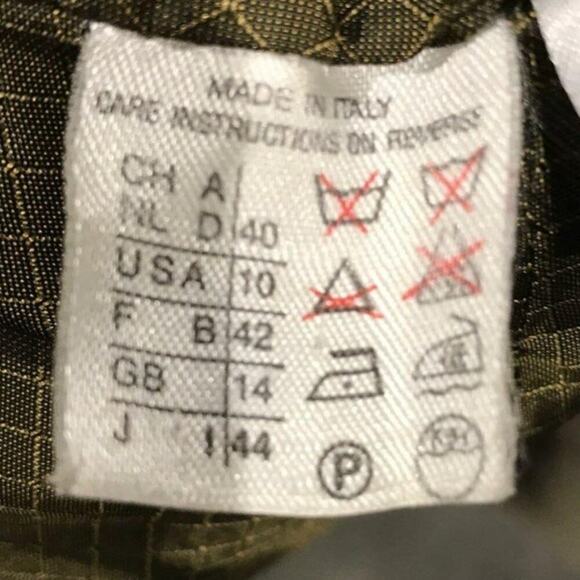 MADE IN ITALY
CARE INSTRUCTIONS ON REVERSE
CH A
NL D 40
USA 10
F B 42
GB 14
J I 44
P